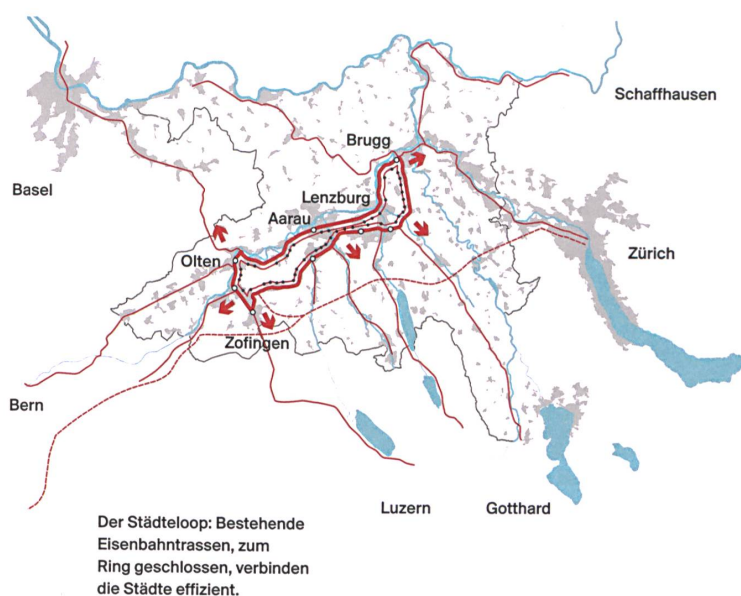 Schaffhausen
Brugg
Basel
Lenzburg
Aarau
Zürich
Olten
Zofingen
Bern
Luzern
Gotthard
Der Städteloop: Bestehende
Eisenbahntrassen, zum
Ring geschlossen, verbinden
die Städte effizient.